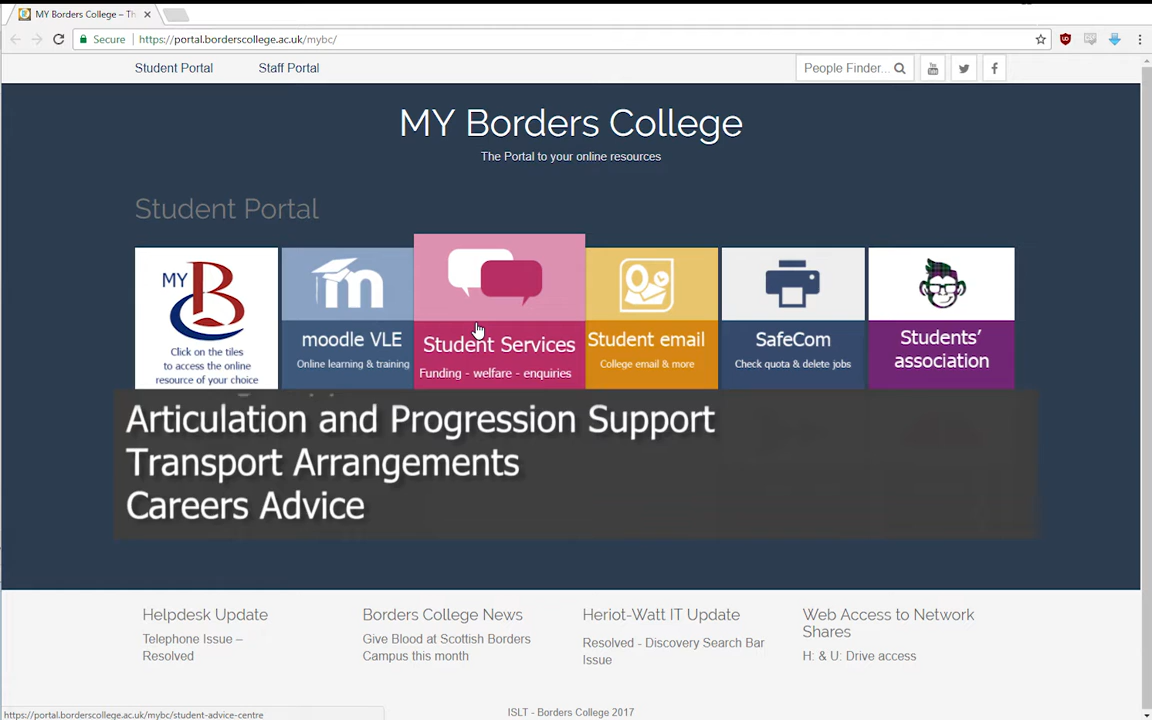 MY Borders College – Th
Secure
https://portal.borderscollege.ac.uk/mybc/
Student Portal
Staff Portal
People Finder...
You
MY Borders College
The Portal to your online resources
Student Portal
MY
B
Click on the tiles
to access the online
resource of your choice
moodle VLE
Online learning & training
Student Services
Funding - welfare - enquiries
Student email
College email & more
SafeCom
Check quota & delete jobs
Students’
association
Articulation and Progression Support
Transport Arrangements
Careers Advice
Helpdesk Update
Telephone Issue –
Resolved
Borders College News
Give Blood at Scottish Borders
Campus this month
Heriot-Watt IT Update
Resolved - Discovery Search Bar
Issue
Web Access to Network
Shares
H: & U: Drive access
https://portal.borderscollege.ac.uk/mybc/student-advice-centre
ISLT - Borders College 2017